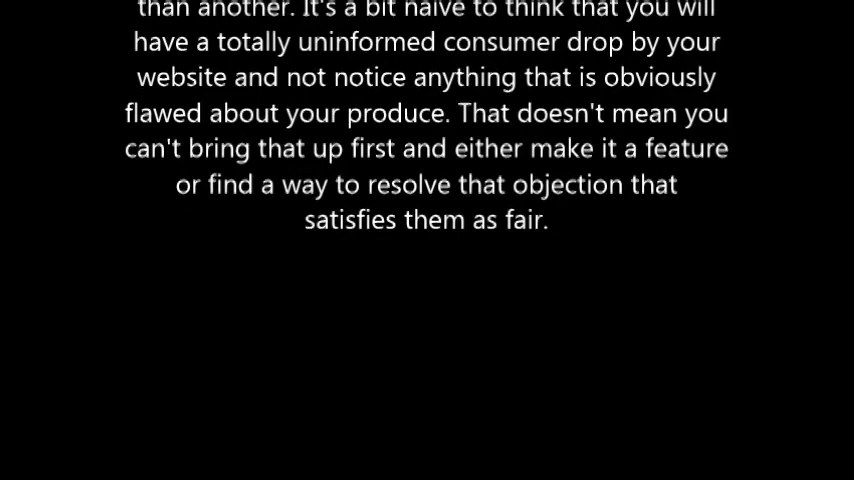 than another. It's a bit naive to think that you will
have a totally uninformed consumer drop by your
website and not notice anything that is obviously
flawed about your produce. That doesn't mean you
can't bring that up first and either make it a feature
or find a way to resolve that objection that
satisfies them as fair.